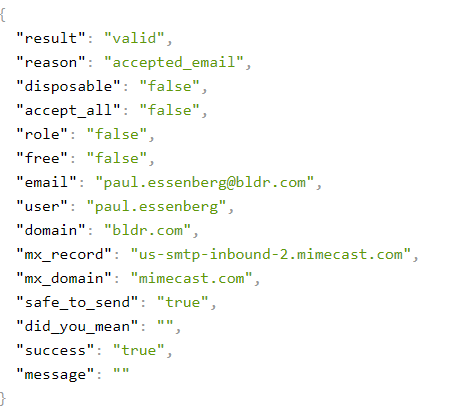 {
"result": "valid",
"reason": "accepted_email",
"disposable": "false",
"accept_all": "false",
"role": "false",
"free": "false",
"email": "paul.essenberg@bldr.com",
"user": "paul.essenberg",
"domain": "bldr.com",
"mx_record": "us-smtp-inbound-2.mimecast.com",
"mx_domain": "mimecast.com",
"safe_to_send": "true",
"did_you_mean": "",
"success": "true",
"message": ""
}